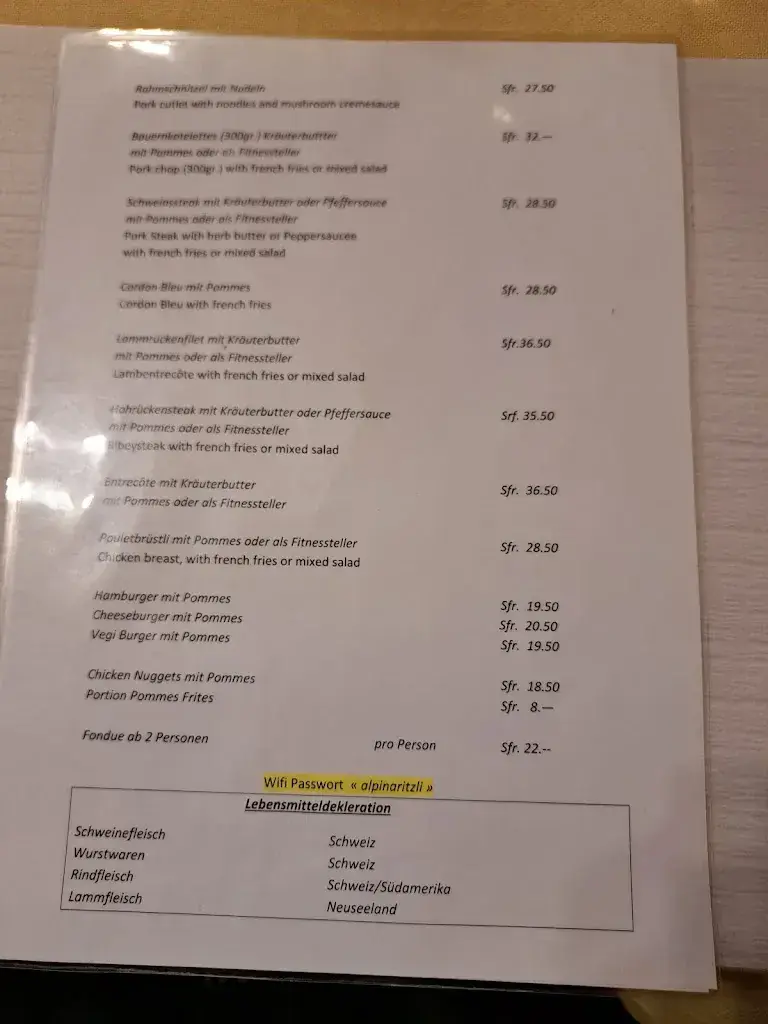 Rahmschnitzel mit Nudeln Sfr. 27.50
Pork cutlet with noodles and mushroom cremesauce
Bauernkotelettes (300gr.) Kräuterbuttter Sfr. 32.—
mit Pommes oder als Fitnessteller
Pork chop (300gr.) with french fries or mixed salad
Schweinssteak mit Kräuterbutter oder Pfeffersauce Sfr. 28.50
mit Pommes oder als Fitnessteller
Pork Steak with herb butter or Peppersaucee
with french fries or mixed salad
Cordon Bleu mit Pommes Sfr. 28.50
Cordon Bleu with french fries
Lammrückenfilet mit Kräuterbutter Sfr.36.50
mit Pommes oder als Fitnessteller
Lambentrecôte with french fries or mixed salad
Hohrückensteak mit Kräuterbutter oder Pfeffersauce Srf. 35.50
mit Pommes oder als Fitnessteller
Ribeysteak with french fries or mixed salad
Entrecôte mit Kräuterbutter Sfr. 36.50
mit Pommes oder als Fitnessteller
Pouletbrüstli mit Pommes oder als Fitnessteller Sfr. 28.50
Chicken breast, with french fries or mixed salad
Hamburger mit Pommes Sfr. 19.50
Cheeseburger mit Pommes Sfr. 20.50
Vegi Burger mit Pommes Sfr. 19.50
Chicken Nuggets mit Pommes Sfr. 18.50
Portion Pommes Frites Sfr. 8.—
Fondue ab 2 Personen pro Person Sfr. 22.--
Wifi Passwort « alpinaritzli »
Lebensmitteldekleration
Schweinefleisch Schweiz
Wurstwaren Schweiz
Rindfleisch Schweiz/Südamerika
Lammfleisch Neuseeland